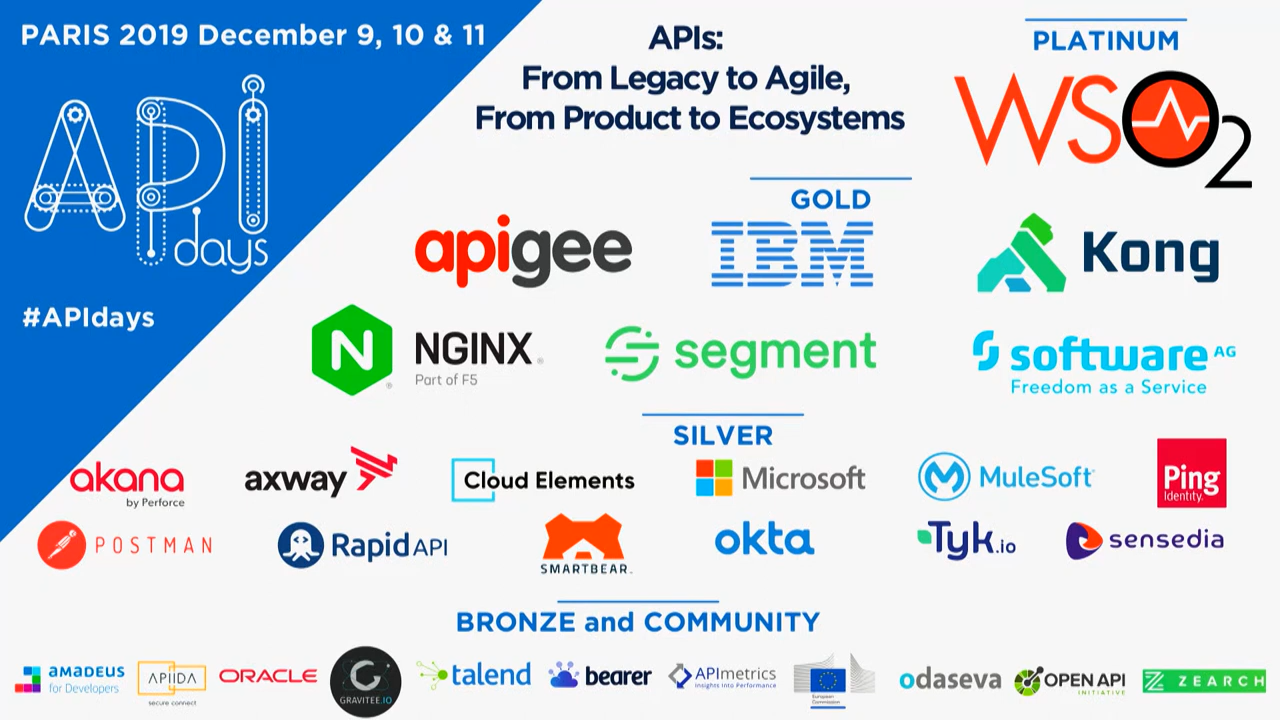 PARIS 2019 December 9, 10 & 11
API
days
#APIdays
APIs:
From Legacy to Agile,
From Product to Ecosystems
PLATINUM
WSO2
GOLD
apigee
IBM
Kong
NGINX
Part of F5
segment
software AG
Freedom as a Service
SILVER
akana
by Perforce
axway
Cloud Elements
Microsoft
MuleSoft
Ping
Identity.
POSTMAN
RapidAPI
SMARTBEAR
okta
Tyk.io
sensedia
BRONZE and COMMUNITY
amadeus
for Developers
APIIDA
secure connect
ORACLE
G
GRAVITEE.IO
talend
bearer
APImetrics
Insights into Performance
European
Commission
odaseva
OPEN API
INITIATIVE
ZEARCH